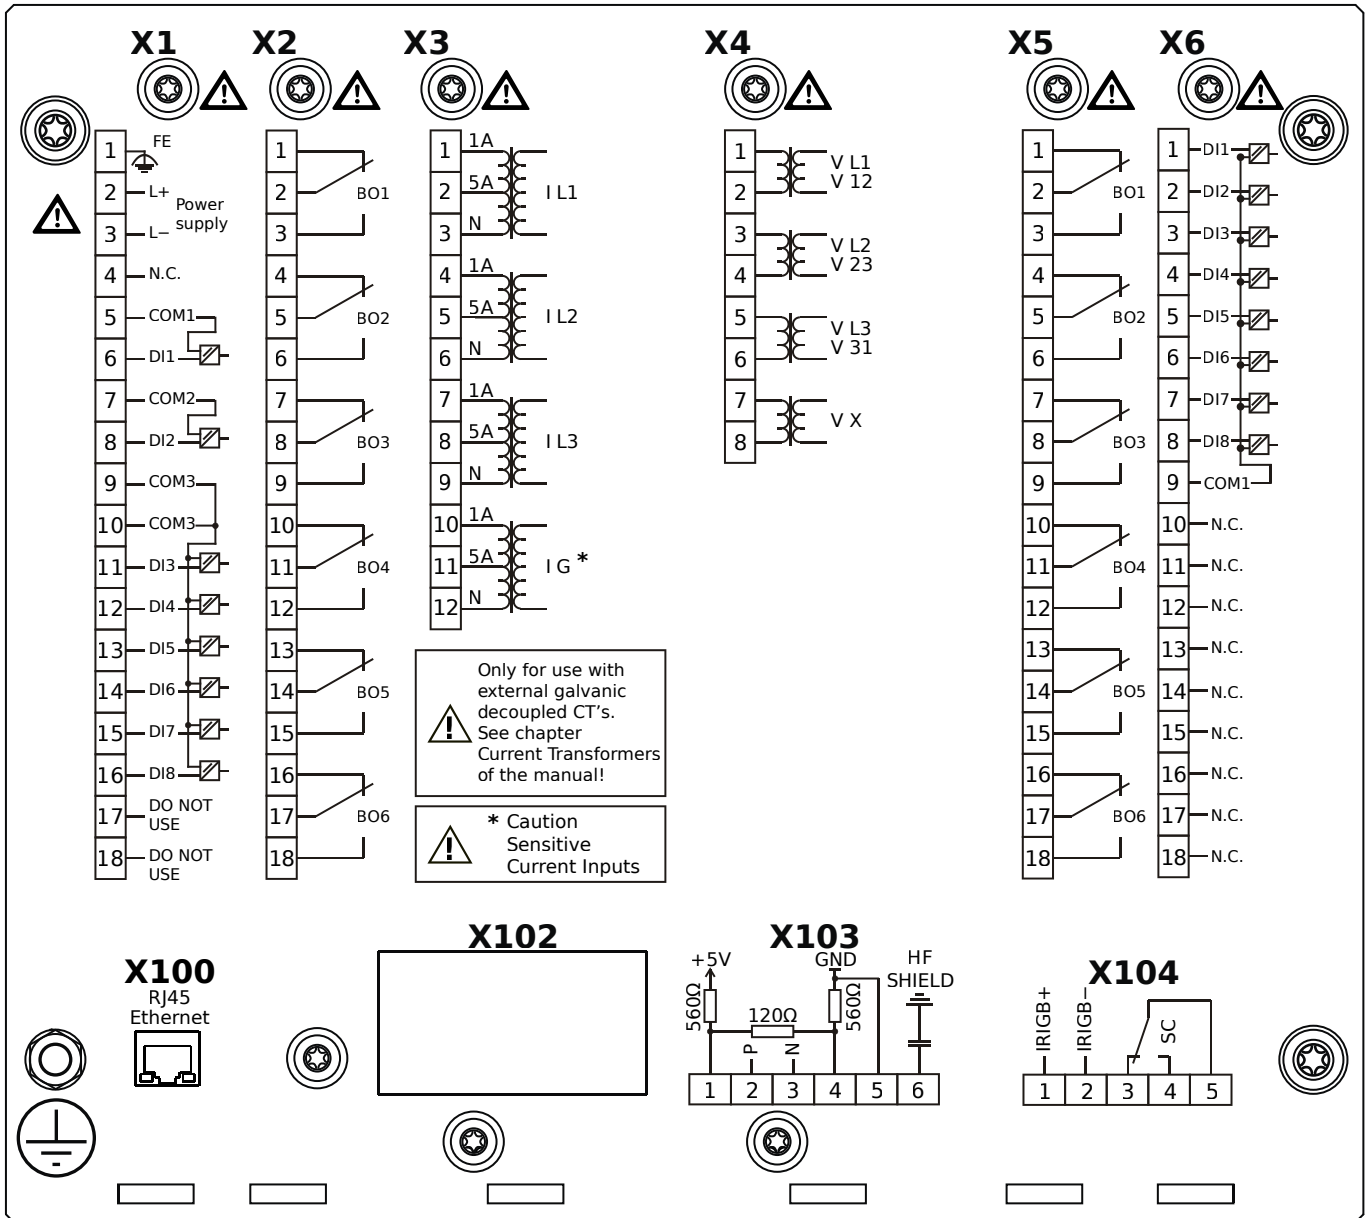 X1
X2
X3
X4
X5
X6
1
FE
2
L+
Power
supply
3
L−
4
N.C.
5
COM1
6
DI1
7
COM2
8
DI2
9
COM3
10
COM3
11
DI3
12
DI4
13
DI5
14
DI6
15
DI7
16
DI8
17
DO NOT
USE
18
DO NOT
USE
1
2
BO1
3
4
5
BO2
6
7
8
BO3
9
10
11
BO4
12
13
14
BO5
15
16
17
BO6
18
1
1A
2
5A
I L1
3
N
4
1A
5
5A
I L2
6
N
7
1A
8
5A
I L3
9
N
10
1A
11
5A
I G *
12
N
Only for use with
external galvanic
decoupled CT's.
See chapter
Current Transformers
of the manual!
* Caution
Sensitive
Current Inputs
1
V L1
2
V 12
3
V L2
4
V 23
5
V L3
6
V 31
7
V X
8
1
2
BO1
3
4
5
BO2
6
7
8
BO3
9
10
11
BO4
12
13
14
BO5
15
16
17
BO6
18
1
DI1
2
DI2
3
DI3
4
DI4
5
DI5
6
DI6
7
DI7
8
DI8
9
COM1
10
N.C.
11
N.C.
12
N.C.
13
N.C.
14
N.C.
15
N.C.
16
N.C.
17
N.C.
18
N.C.
X100
RJ45
Ethernet
X102
X103
+5V
GND
HF
SHIELD
560Ω
120Ω
560Ω
P
N
1 2 3 4 5 6
X104
IRIGB+
IRIGB−
SC
1 2 3 4 5